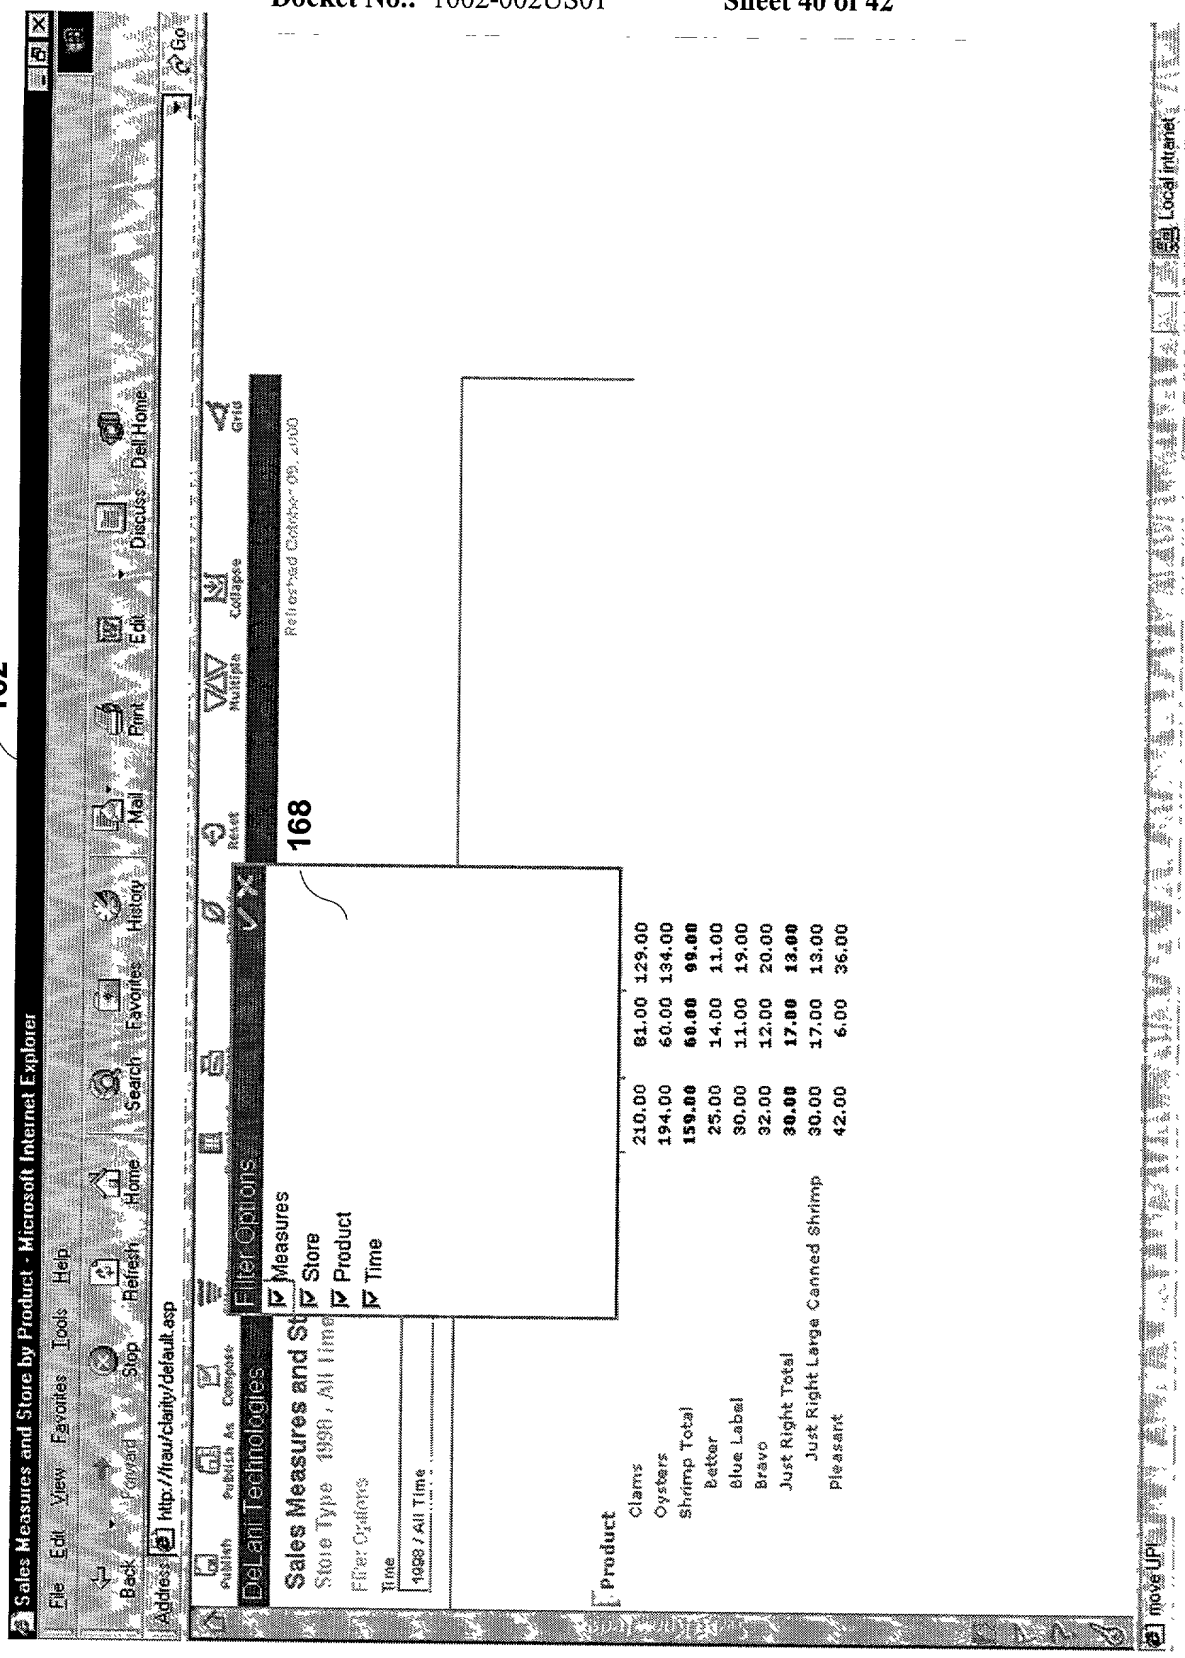 Docket No.: 1002-002US01 Sheet 40 of 42
162
Sales Measures and Store by Product - Microsoft Internet Explorer
File Edit View Favorites Tools Help
Back Forward Stop Refresh Home Search Favorites History Mail Print Edit Discuss Dell Home
Address http://frau/clarity/default.asp Go
Publish Publish As Compose Reset Multiple Collapse Grid
DeLani Technologies
Filter Options
Sales Measures and St
Refreshed October 09, 2000
Store Type 1998, All Time
Filter Options
Time
1998 / All Time
Measures
Store
Product
Time
168
Product
Clams 210.00 81.00 129.00
Oysters 194.00 60.00 134.00
Shrimp Total 159.00 60.00 99.00
Better 25.00 14.00 11.00
Blue Label 30.00 11.00 19.00
Bravo 32.00 12.00 20.00
Just Right Total 30.00 17.00 13.00
Just Right Large Canned Shrimp 30.00 17.00 13.00
Pleasant 42.00 6.00 36.00
move UP! Local intranet